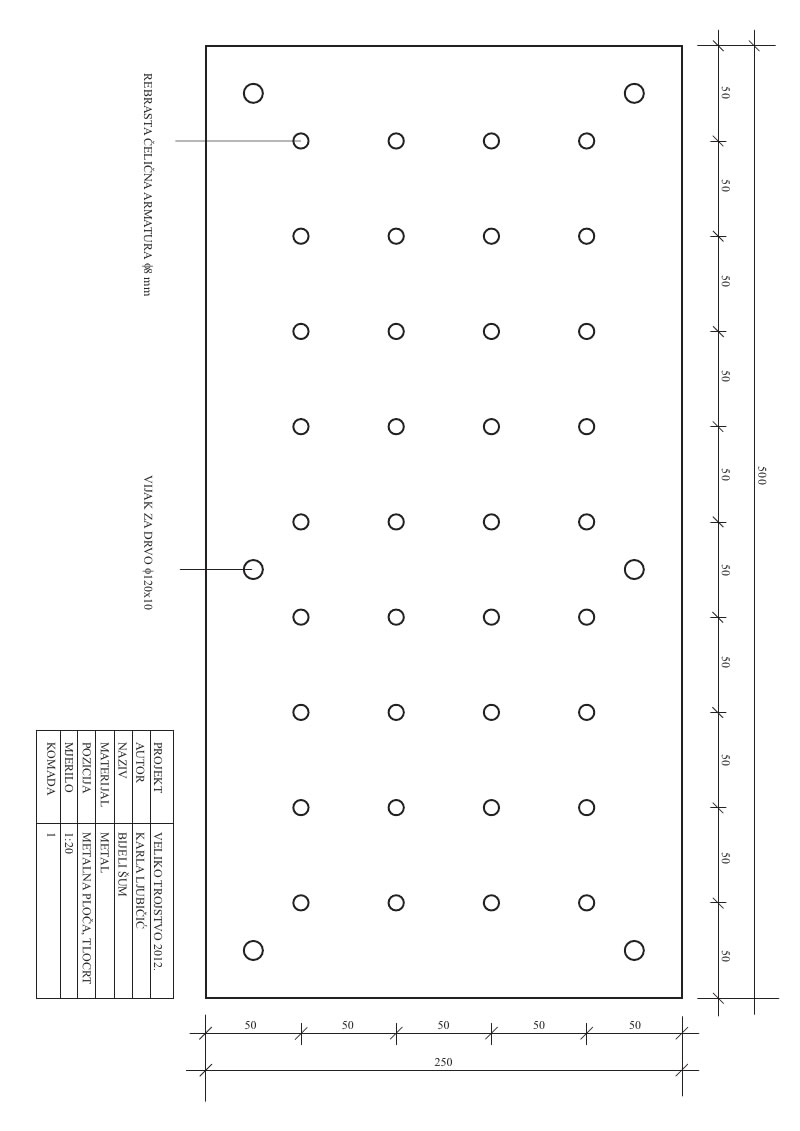 REBRASTA ČELIČNA ARMATURA ϕ8 mm
VIJAK ZA DRVO ϕ120x10
PROJEKT VELIKO TROJSTVO 2012.
AUTOR KARLA LJUBIČIĆ
NAZIV BIJELI ŠUM
MATERIJAL METAL
POZICIJA METALNA PLOČA, TLOCRT
MJERILO 1:20
KOMADA 1
50
50
50
50
50
50
50
50
50
50
500
50 50 50 50 50
250